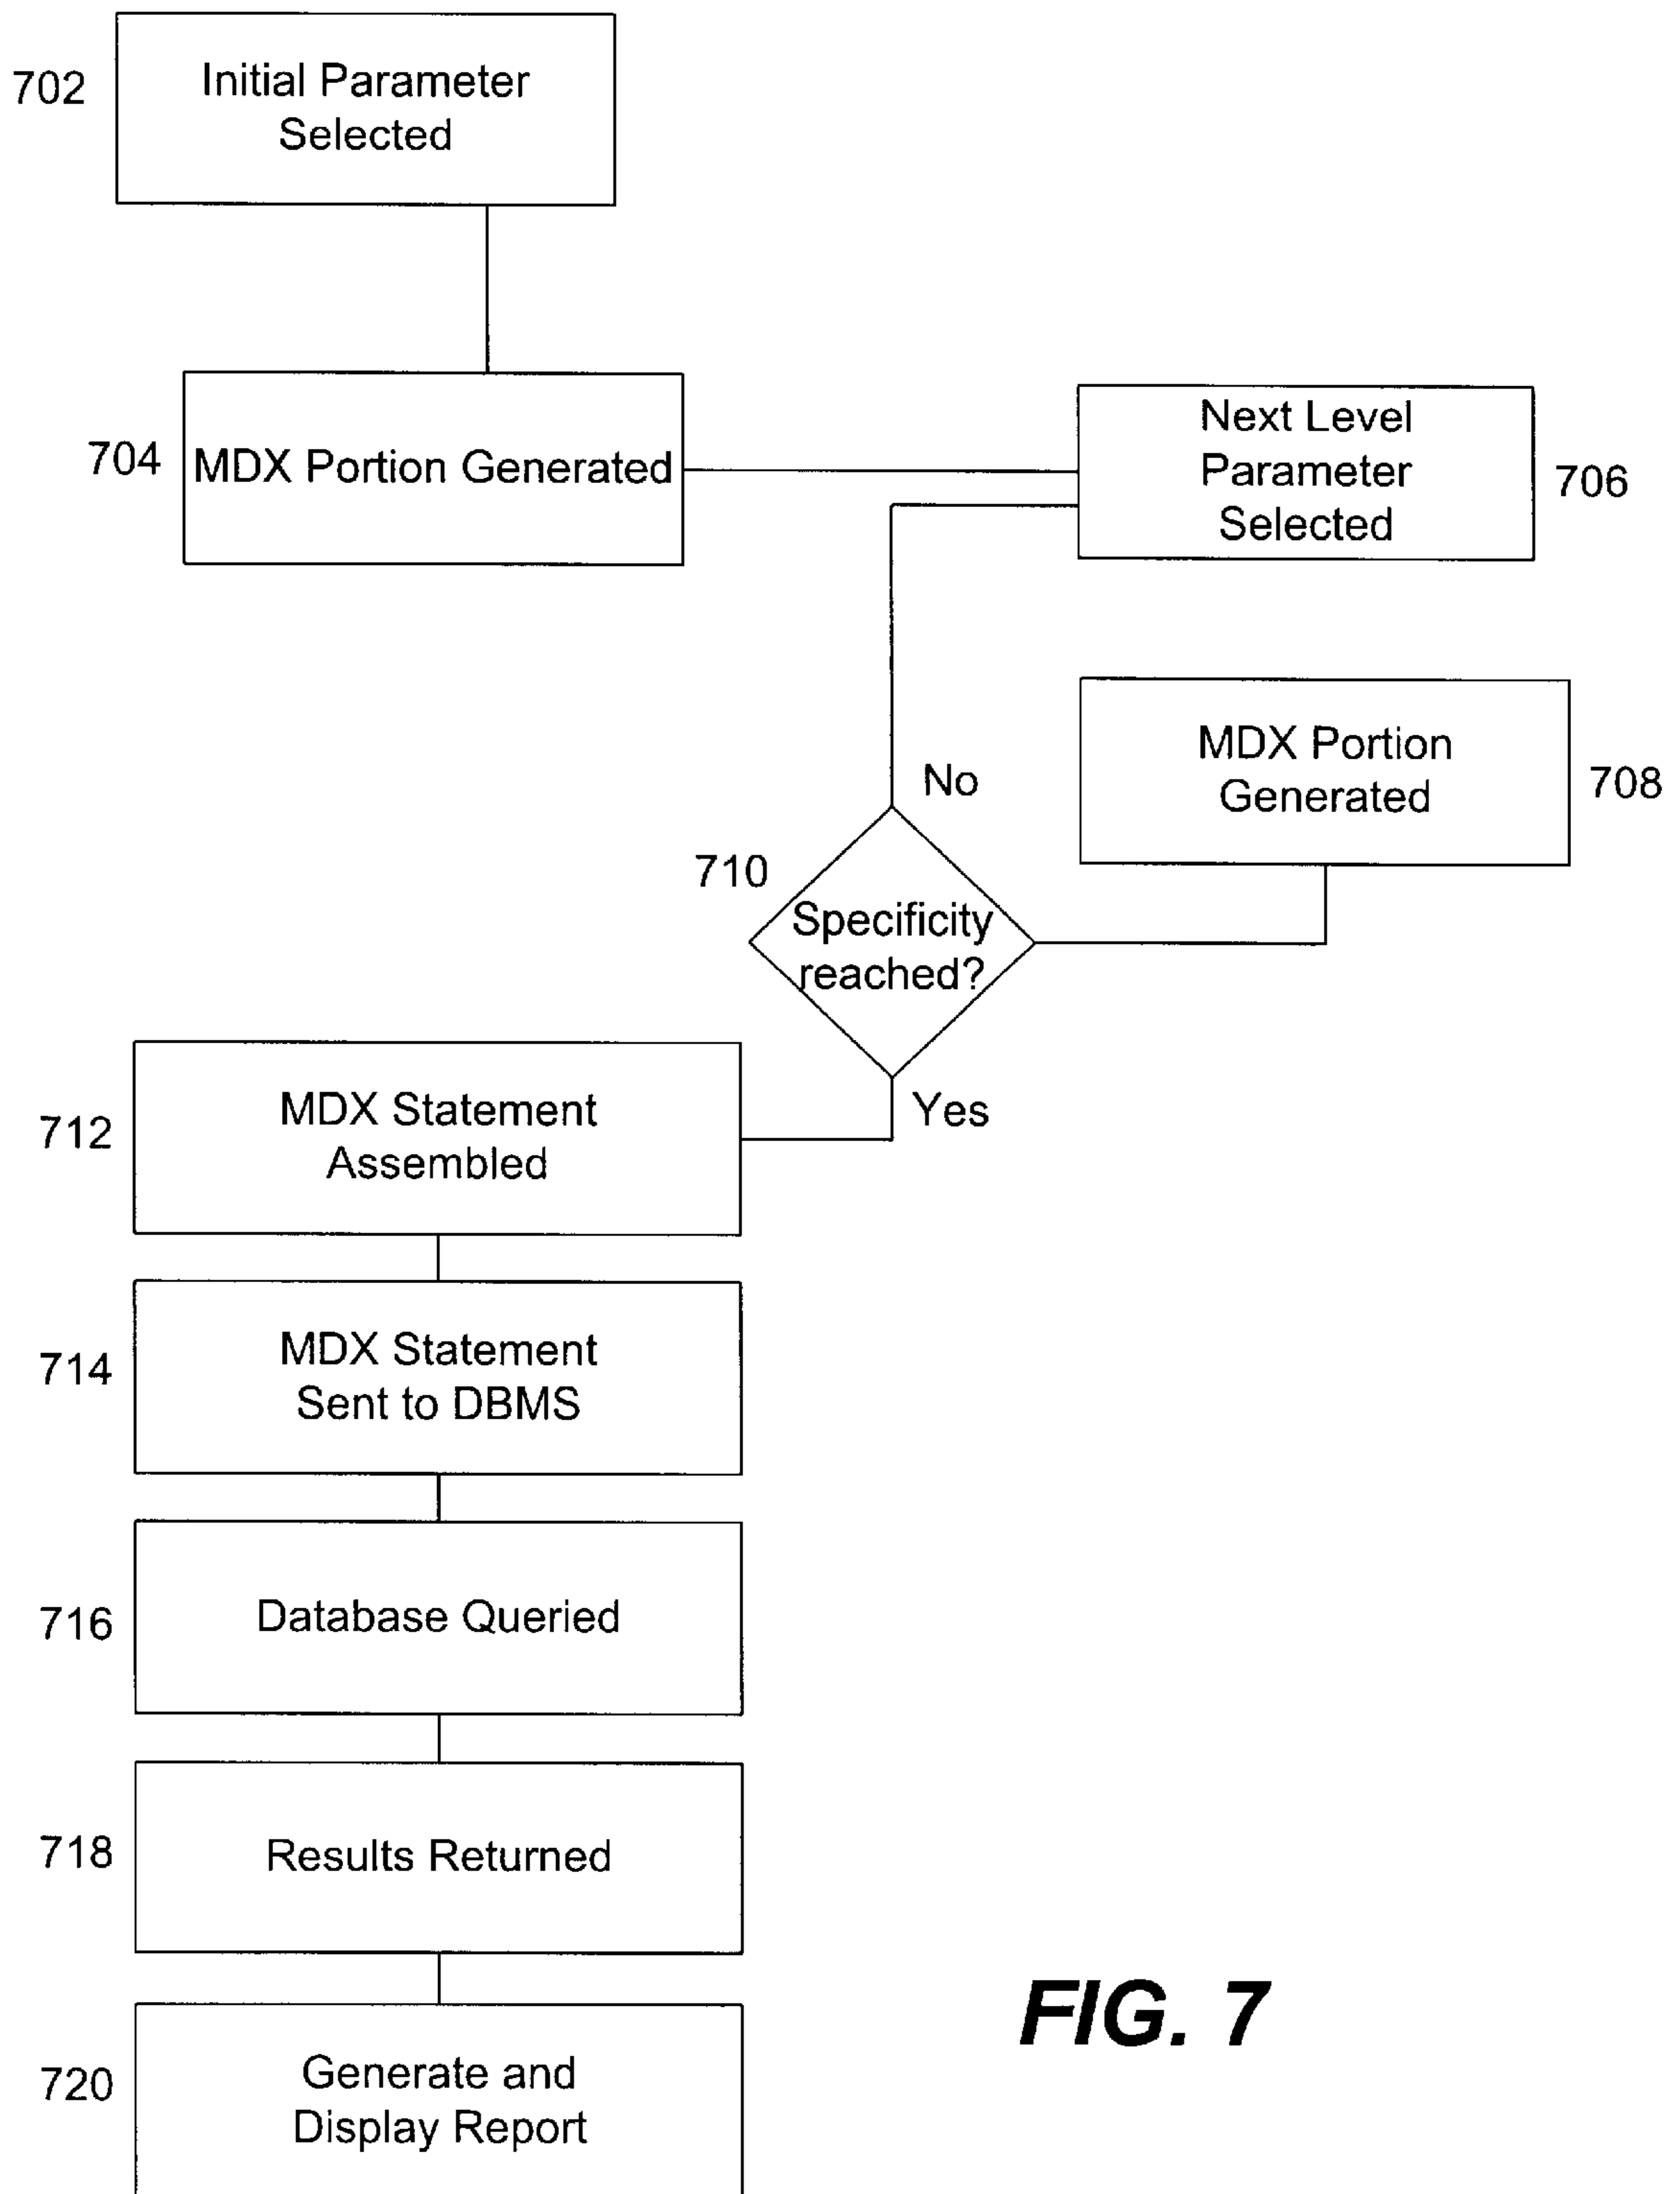 702
Initial Parameter
Selected
704
MDX Portion Generated
Next Level
Parameter
Selected
706
MDX Portion
Generated
708
No
710
Specificity
reached?
Yes
712
MDX Statement
Assembled
714
MDX Statement
Sent to DBMS
716
Database Queried
718
Results Returned
720
Generate and
Display Report
FIG. 7